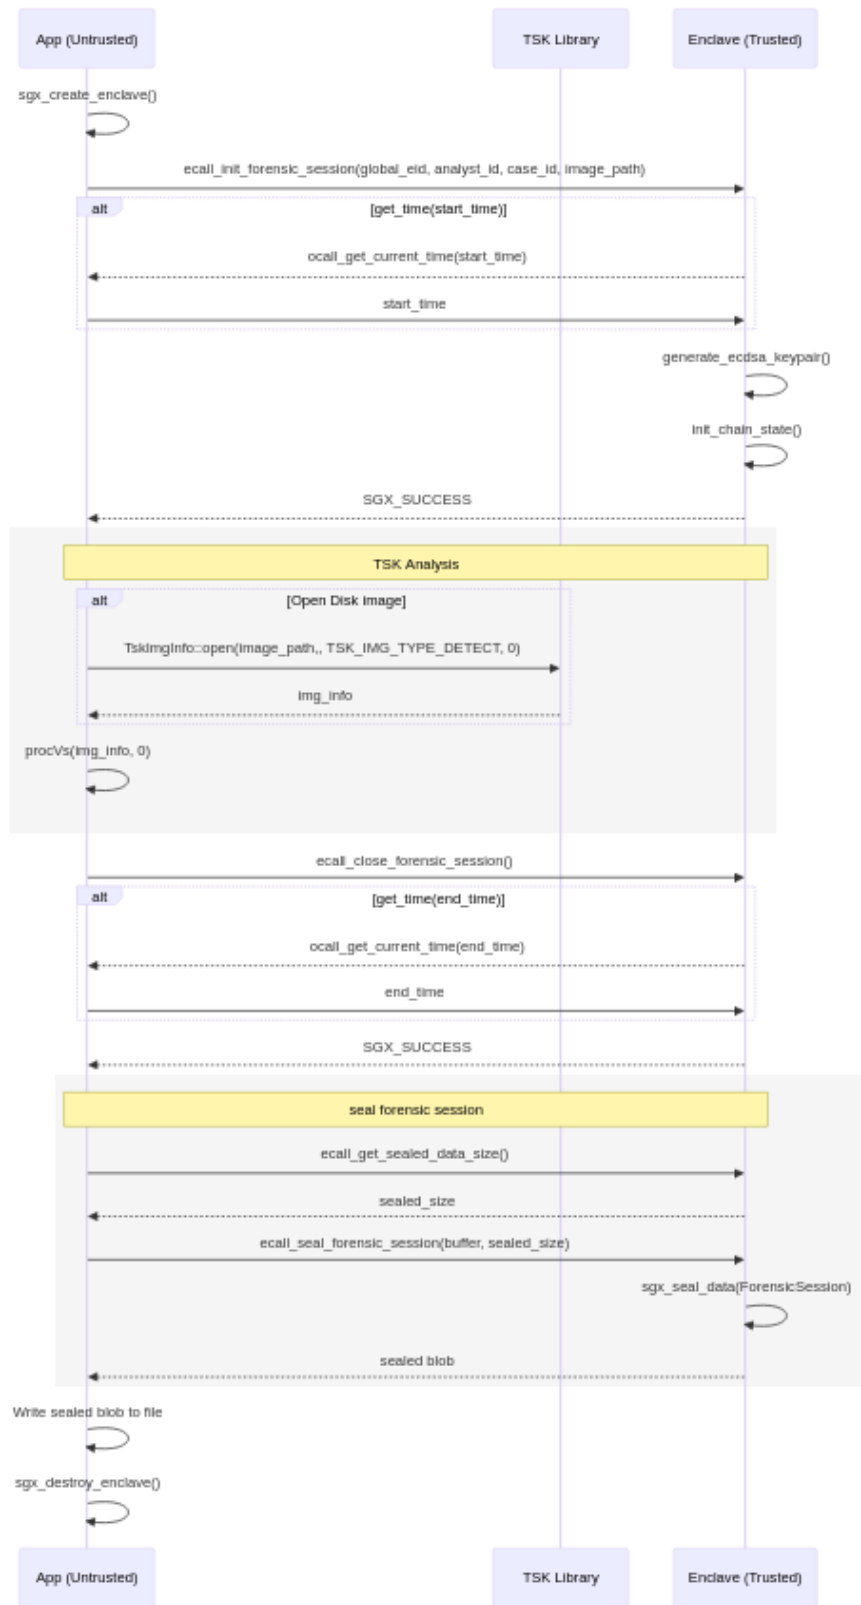 App (Untrusted)
TSK Library
Enclave (Trusted)
sgx_create_enclave()
ecall_init_forensic_session(global_eid, analyst_id, case_id, image_path)
alt
[get_time(start_time)]
ocall_get_current_time(start_time)
start_time
generate_ecdsa_keypair()
init_chain_state()
SGX_SUCCESS
TSK Analysis
alt
[Open Disk image]
TskImgInfo::open(image_path,, TSK_IMG_TYPE_DETECT, 0)
img_info
procVs(img_info, 0)
ecall_close_forensic_session()
alt
[get_time(end_time)]
ocall_get_current_time(end_time)
end_time
SGX_SUCCESS
seal forensic session
ecall_get_sealed_data_size()
sealed_size
ecall_seal_forensic_session(buffer, sealed_size)
sgx_seal_data(ForensicSession)
sealed blob
Write sealed blob to file
sgx_destroy_enclave()
App (Untrusted)
TSK Library
Enclave (Trusted)